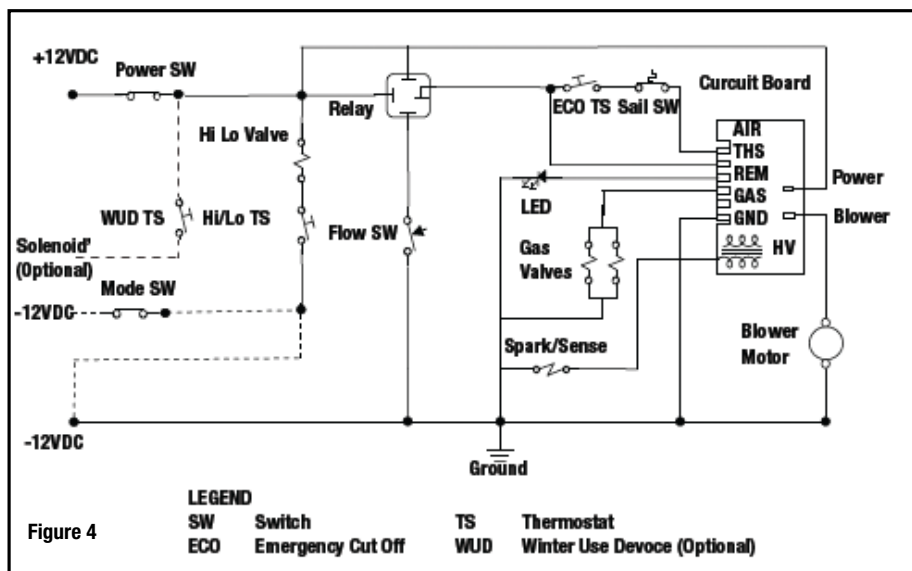 +12VDC
Power SW
Relay
ECO TS
Sail SW
Curcuit Board
Hi Lo Valve
AIR
THS
REM
GAS
GND
HV
Power
Blower
LED
WUD TS
Hi/Lo TS
Flow SW
Solenoid'
(Optional)
Gas
Valves
Mode SW
-12VDC
Spark/Sense
Blower
Motor
-12VDC
Ground
LEGEND
SW Switch TS Thermostat
ECO Emergency Cut Off WUD Winter Use Devoce (Optional)
Figure 4